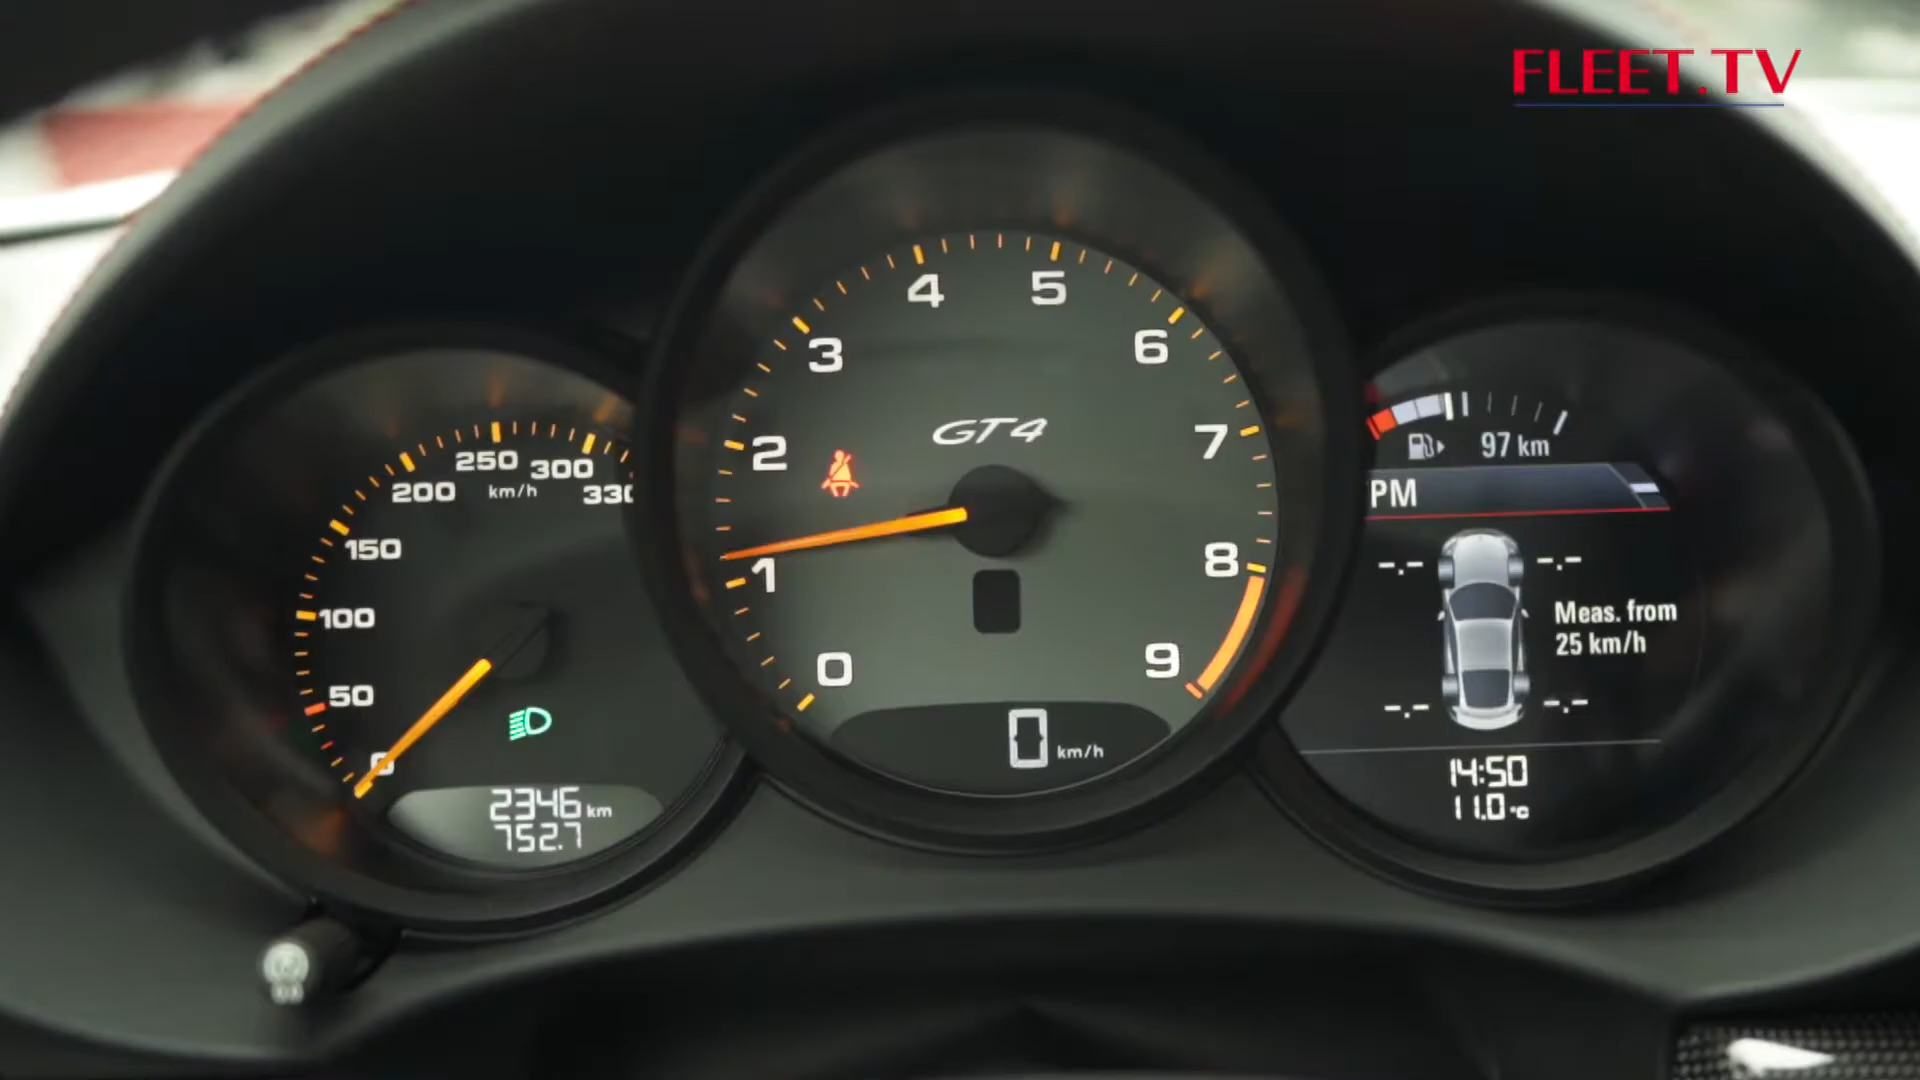 FLEET.TV
0
50
100
150
200
250
300
330
km/h
2346 km
752.7
0
1
2
3
4
5
6
7
8
9
GT4
0 km/h
97 km
PM
-.- -.-
Meas. from
25 km/h
-.- -.-
14:50
11.0 °C